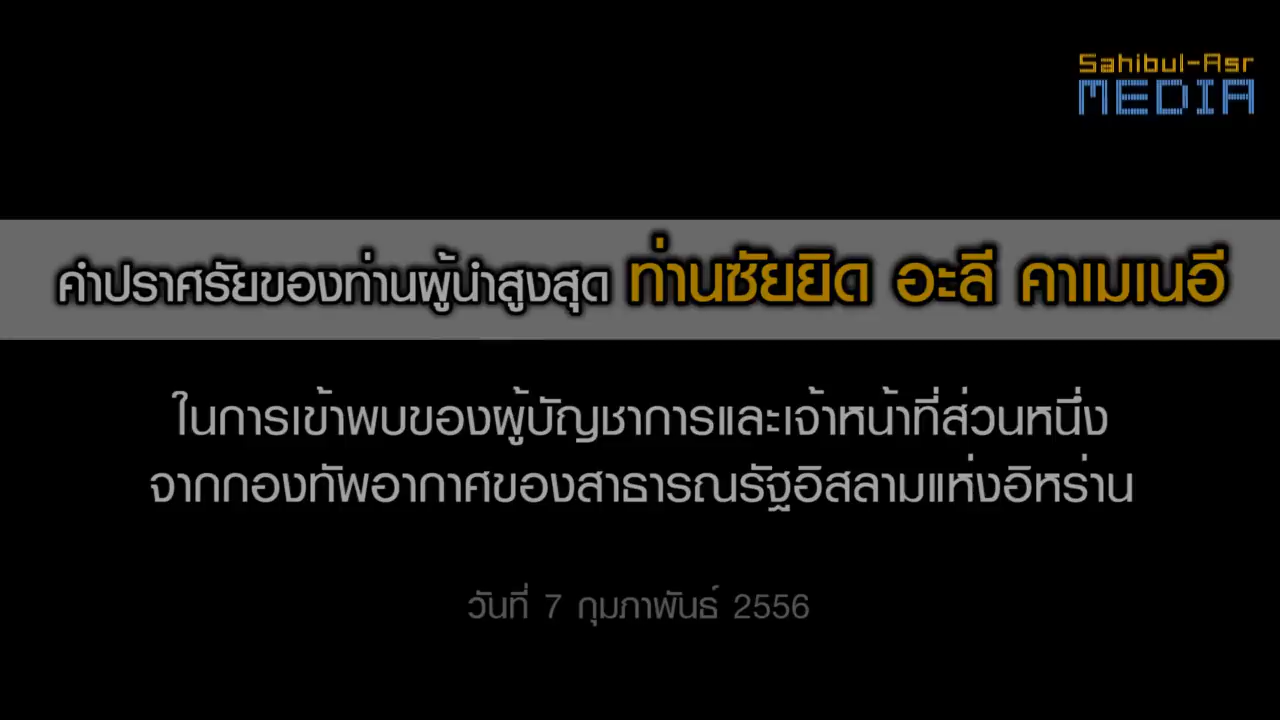 Sahibul-Asr
MEDIA
คำปราศรัยของท่านผู้นำสูงสุด ท่านซัยยิด อะลี คาเมเนอี
ในการเข้าพบของผู้บัญชาการและเจ้าหน้าที่ส่วนหนึ่ง
จากกองทัพอากาศของสาธารณรัฐอิสลามแห่งอิหร่าน
วันที่ 7 กุมภาพันธ์ 2556